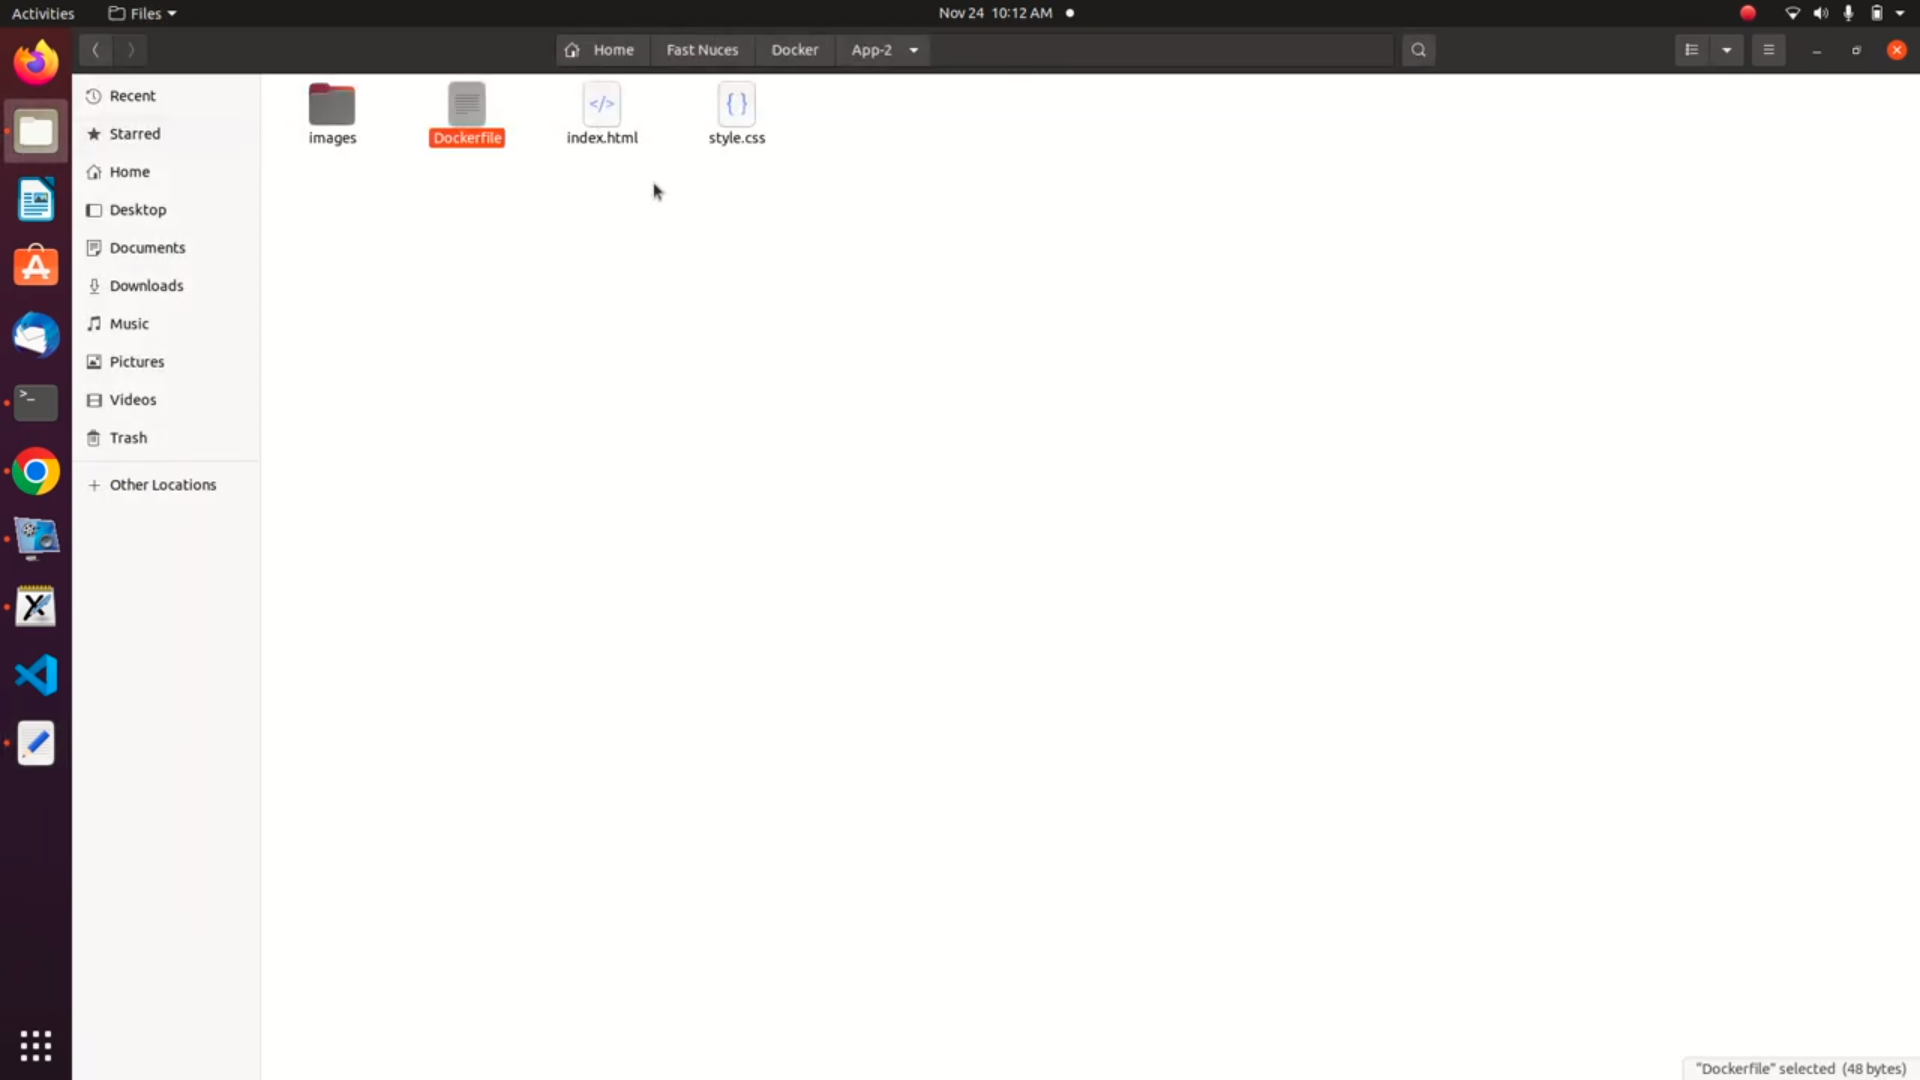 Activities
Files
Nov 24 10:12 AM
Home
Fast Nuces
Docker
App-2
Recent
Starred
Home
Desktop
Documents
Downloads
Music
Pictures
Videos
Trash
Other Locations
images
Dockerfile
index.html
style.css
"Dockerfile" selected (48 bytes)